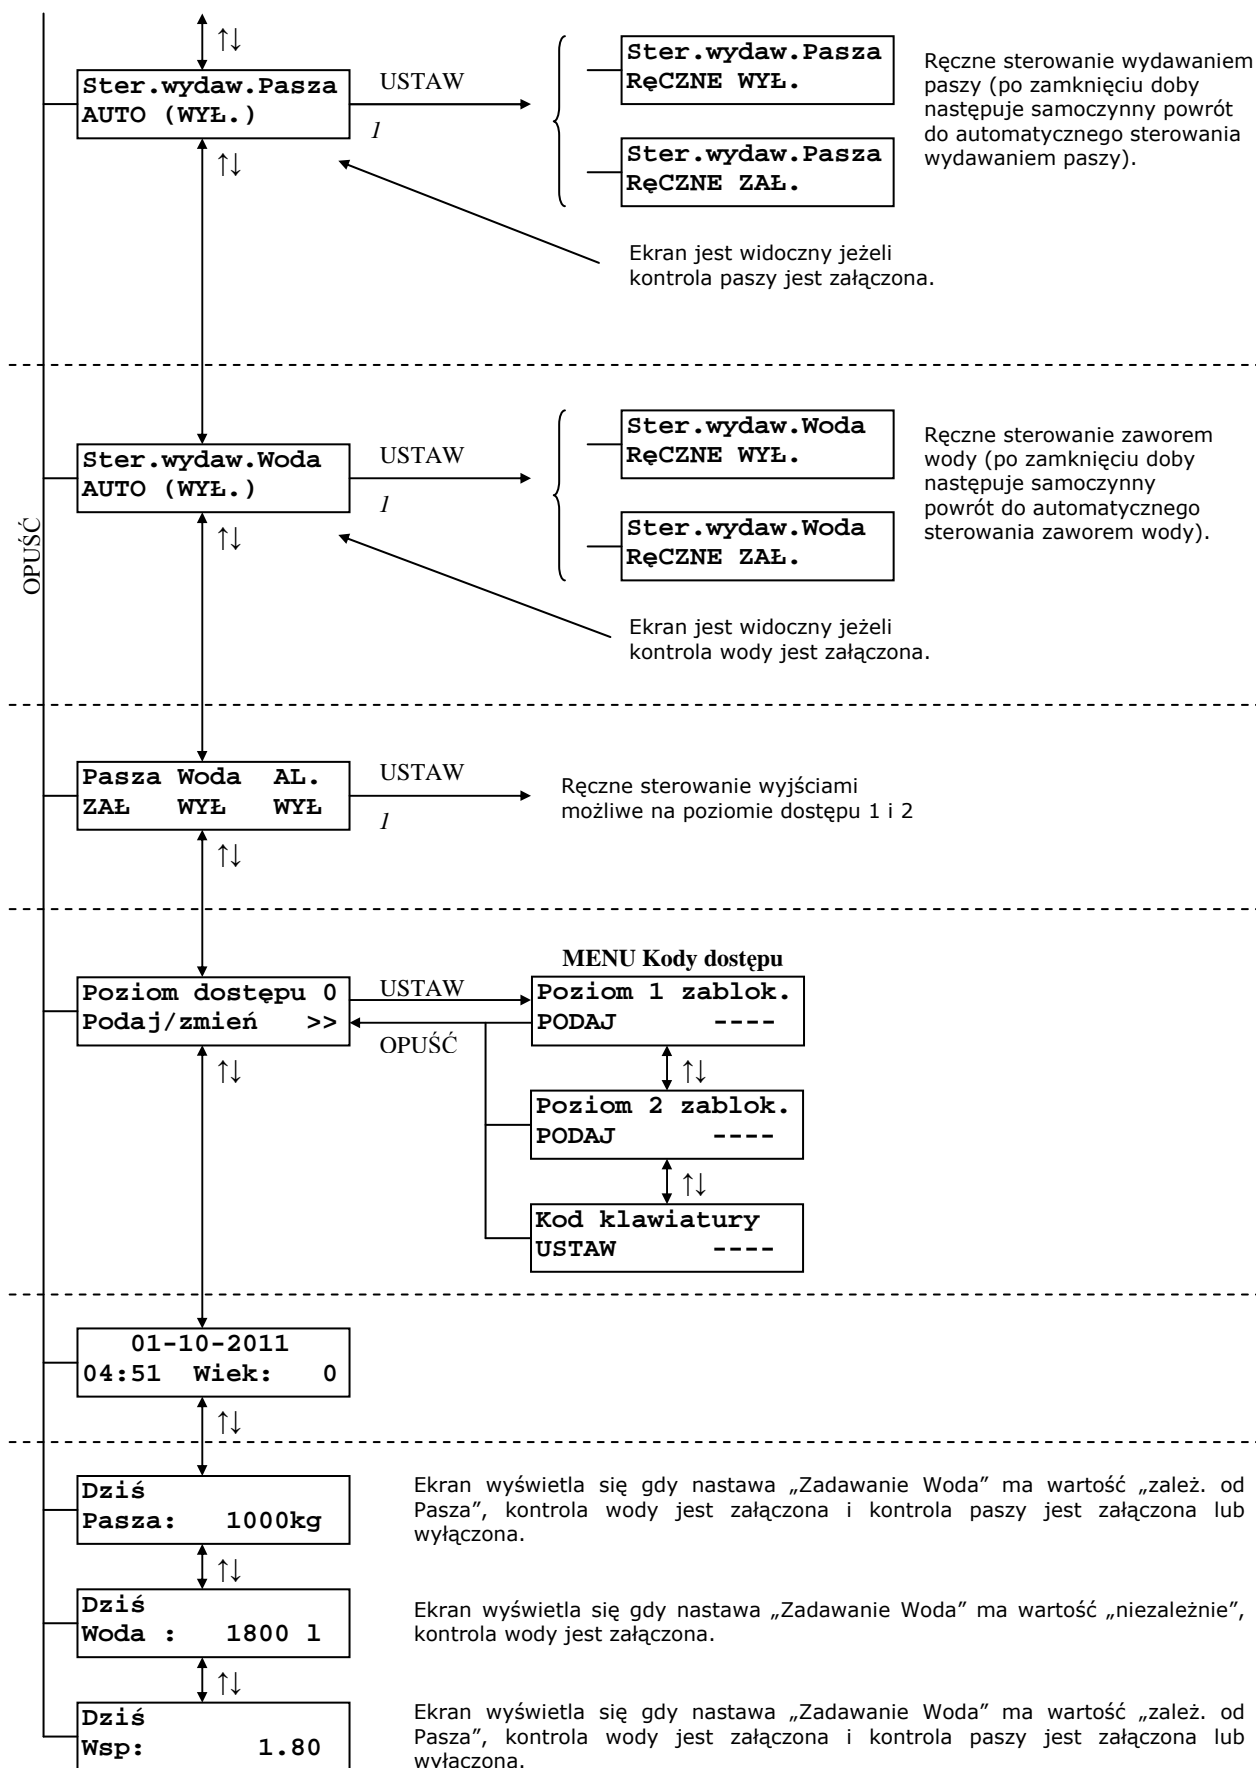 ↑↓
Ster.wydaw.Pasza
AUTO (WYŁ.)
USTAW
1
Ster.wydaw.Pasza
RęCZNE WYŁ.
Ster.wydaw.Pasza
RęCZNE ZAŁ.
Ręczne sterowanie wydawaniem
paszy (po zamknięciu doby
następuje samoczynny powrót
do automatycznego sterowania
wydawaniem paszy).
↑↓
Ekran jest widoczny jeżeli
kontrola paszy jest załączona.
Ster.wydaw.Woda
AUTO (WYŁ.)
USTAW
1
Ster.wydaw.Woda
RęCZNE WYŁ.
Ster.wydaw.Woda
RęCZNE ZAŁ.
Ręczne sterowanie zaworem
wody (po zamknięciu doby
następuje samoczynny
powrót do automatycznego
sterowania zaworem wody).
↑↓
OPUŚĆ
Ekran jest widoczny jeżeli
kontrola wody jest załączona.
Pasza Woda AL.
ZAŁ WYŁ WYŁ
USTAW
1
Ręczne sterowanie wyjściami
możliwe na poziomie dostępu 1 i 2
↑↓
MENU Kody dostępu
Poziom dostępu 0
Podaj/zmień >>
USTAW
OPUŚĆ
Poziom 1 zablok.
PODAJ ----
↑↓
↑↓
Poziom 2 zablok.
PODAJ ----
↑↓
Kod klawiatury
USTAW ----
01-10-2011
04:51 Wiek: 0
↑↓
Dziś
Pasza: 1000kg
Ekran wyświetla się gdy nastawa „Zadawanie Woda” ma wartość „zależ. od
Pasza”, kontrola wody jest załączona i kontrola paszy jest załączona lub
wyłączona.
↑↓
Dziś
Woda : 1800 l
Ekran wyświetla się gdy nastawa „Zadawanie Woda” ma wartość „niezależnie”,
kontrola wody jest załączona.
↑↓
Dziś
Wsp: 1.80
Ekran wyświetla się gdy nastawa „Zadawanie Woda” ma wartość „zależ. od
Pasza”, kontrola wody jest załączona i kontrola paszy jest załączona lub
wyłączona.